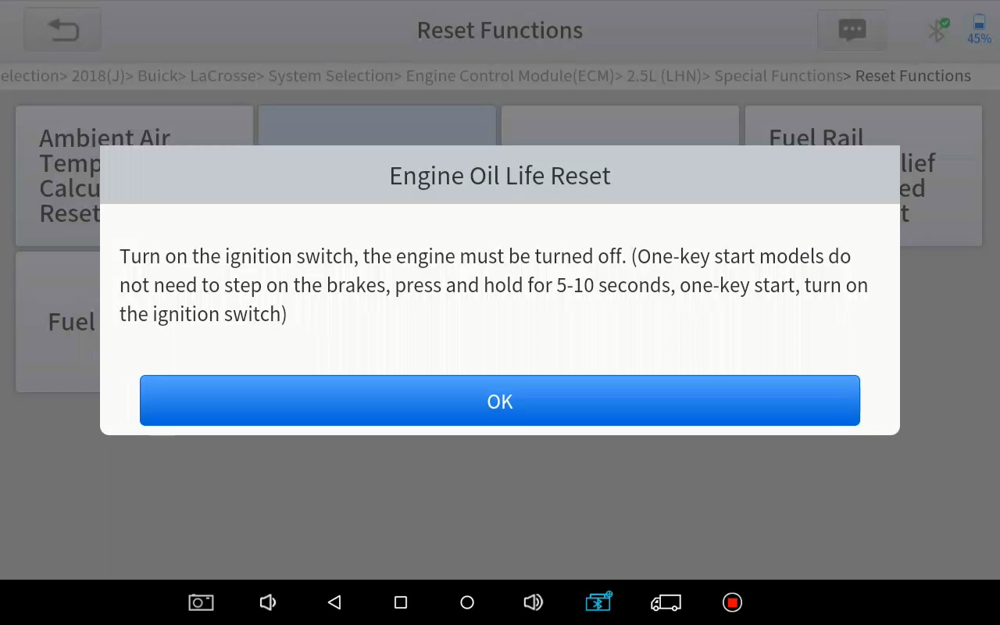 Reset Functions
45%
election> 2018(J)> Buick> LaCrosse> System Selection> Engine Control Module(ECM)> 2.5L (LHN)> Special Functions> Reset Functions
Ambient Air
Temp
Calcu
Reset
Fuel Rail
lief
ed
t
Fuel
Engine Oil Life Reset
Turn on the ignition switch, the engine must be turned off. (One-key start models do
not need to step on the brakes, press and hold for 5-10 seconds, one-key start, turn on
the ignition switch)
OK